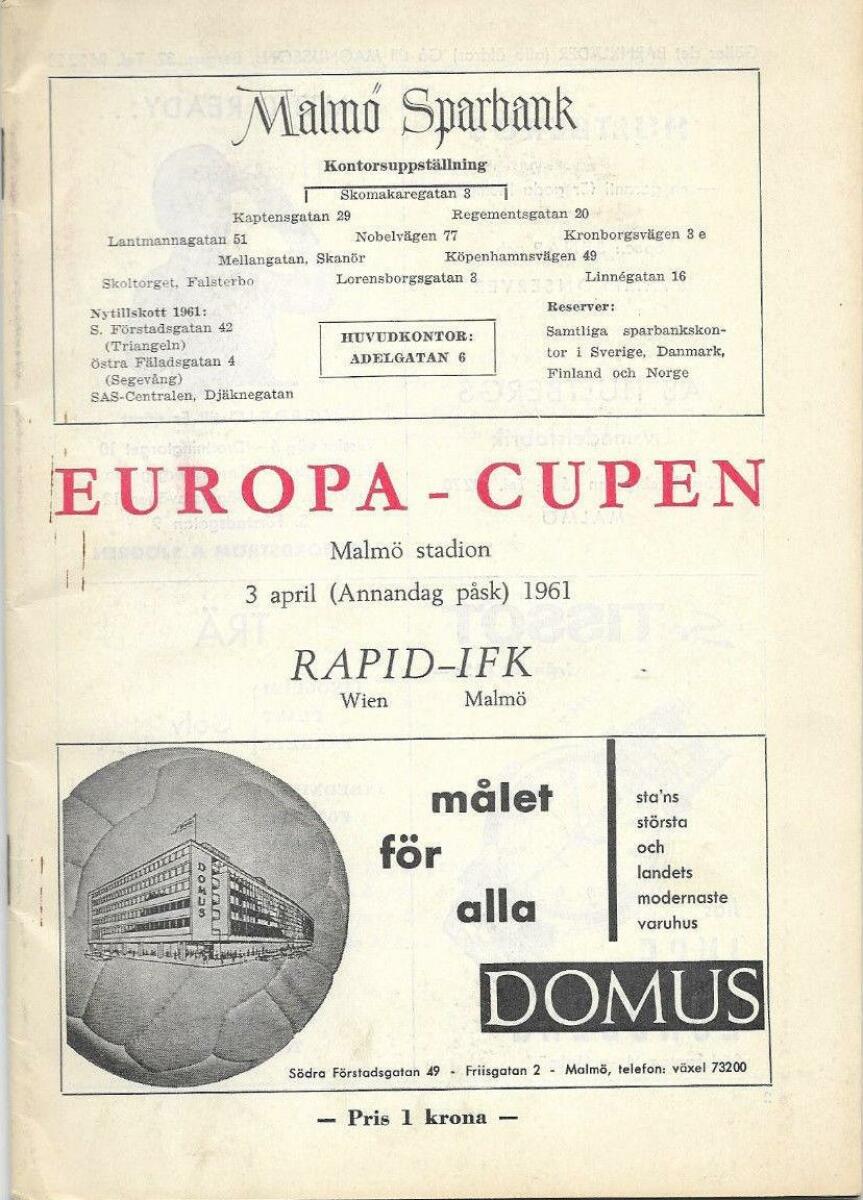 Malmö Sparbank
Kontorsuppställning
Skomakaregatan 3
Kaptensgatan 29 Regementsgatan 20
Lantmannagatan 51 Nobelvägen 77 Kronborgsvägen 3 e
Mellangatan, Skanör Köpenhamnsvägen 49
Skoltorget, Falsterbo Lorensborgsgatan 3 Linnégatan 16
Nytillskott 1961:
S. Förstadsgatan 42
(Triangeln)
Östra Fäladsgatan 4
(Segevång)
SAS-Centralen, Djäknegatan
HUVUDKONTOR:
ADELGATAN 6
Reserver:
Samtliga sparbankskon-
tor i Sverige, Danmark,
Finland och Norge
EUROPA - CUPEN
Malmö stadion
3 april (Annandag påsk) 1961
RAPID–IFK
Wien Malmö
DOMUS
målet
för
alla
sta'ns
största
och
landets
modernaste
varuhus
DOMUS
Södra Förstadsgatan 49 - Friisgatan 2 - Malmö, telefon: växel 73200
— Pris 1 krona —